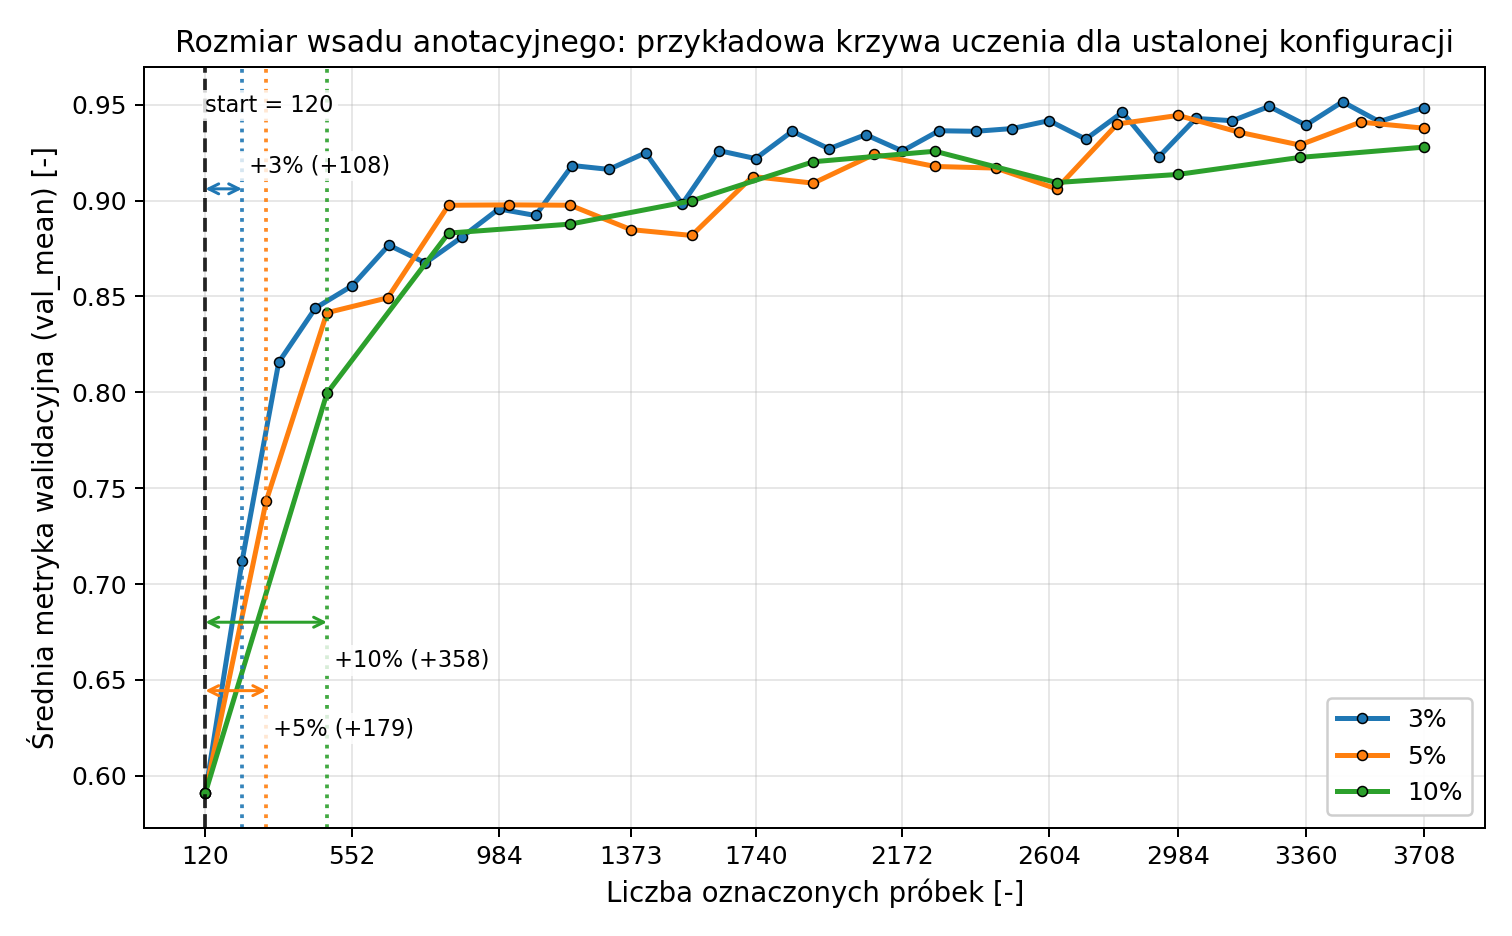 Rozmiar wsadu anotacyjnego: przykładowa krzywa uczenia dla ustalonej konfiguracji
Średnia metryka walidacyjna (val_mean) [-]
0.95
0.90
0.85
0.80
0.75
0.70
0.65
0.60
start = 120
+3% (+108)
+10% (+358)
+5% (+179)
3%
5%
10%
120 552 984 1373 1740 2172 2604 2984 3360 3708
Liczba oznaczonych próbek [-]